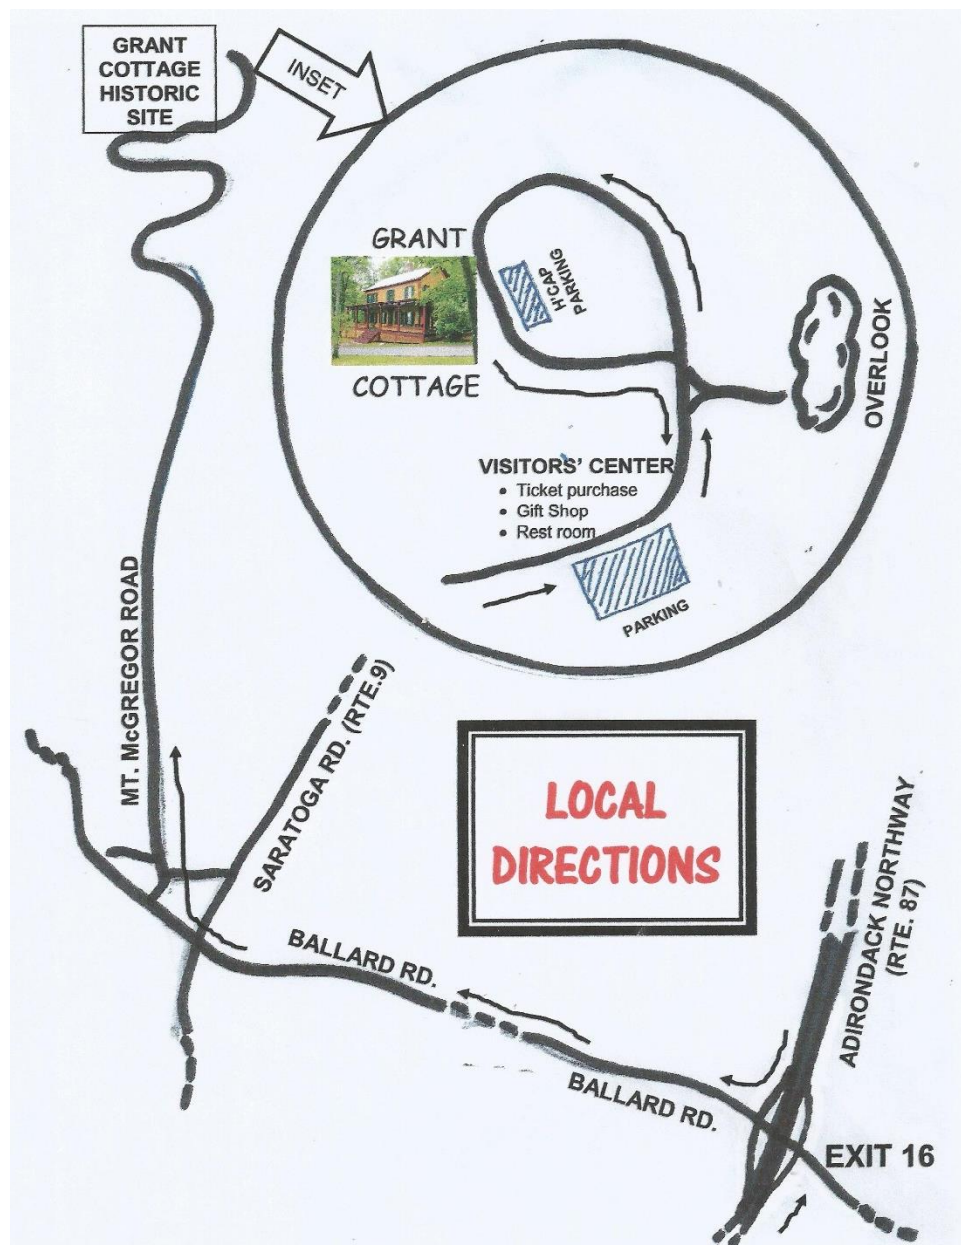 GRANT
COTTAGE
HISTORIC
SITE
INSET
GRANT
COTTAGE
H'CAP
PARKING
OVERLOOK
VISITORS' CENTER
• Ticket purchase
• Gift Shop
• Rest room
PARKING
MT. McGREGOR ROAD
SARATOGA RD. (RTE.9)
LOCAL
DIRECTIONS
ADIRONDACK NORTHWAY
(RTE. 87)
BALLARD RD.
BALLARD RD.
EXIT 16